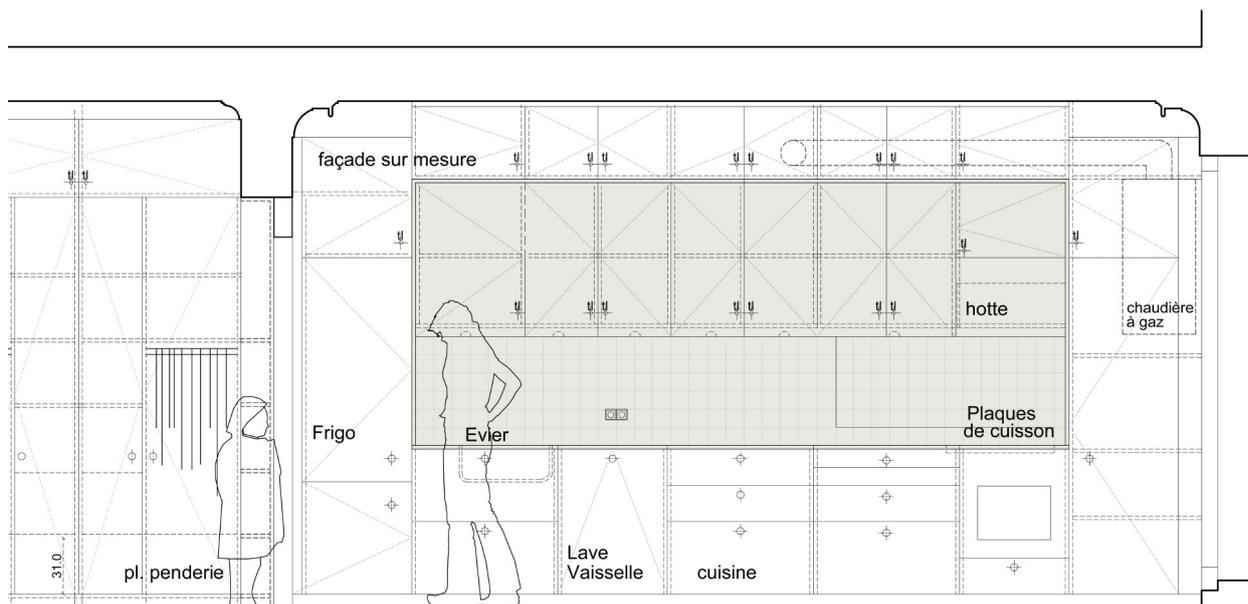 façade sur mesure
hotte
chaudière
à gaz
Frigo
Evier
Plaques
de cuisson
31.0
pl. penderie
Lave
Vaisselle
cuisine